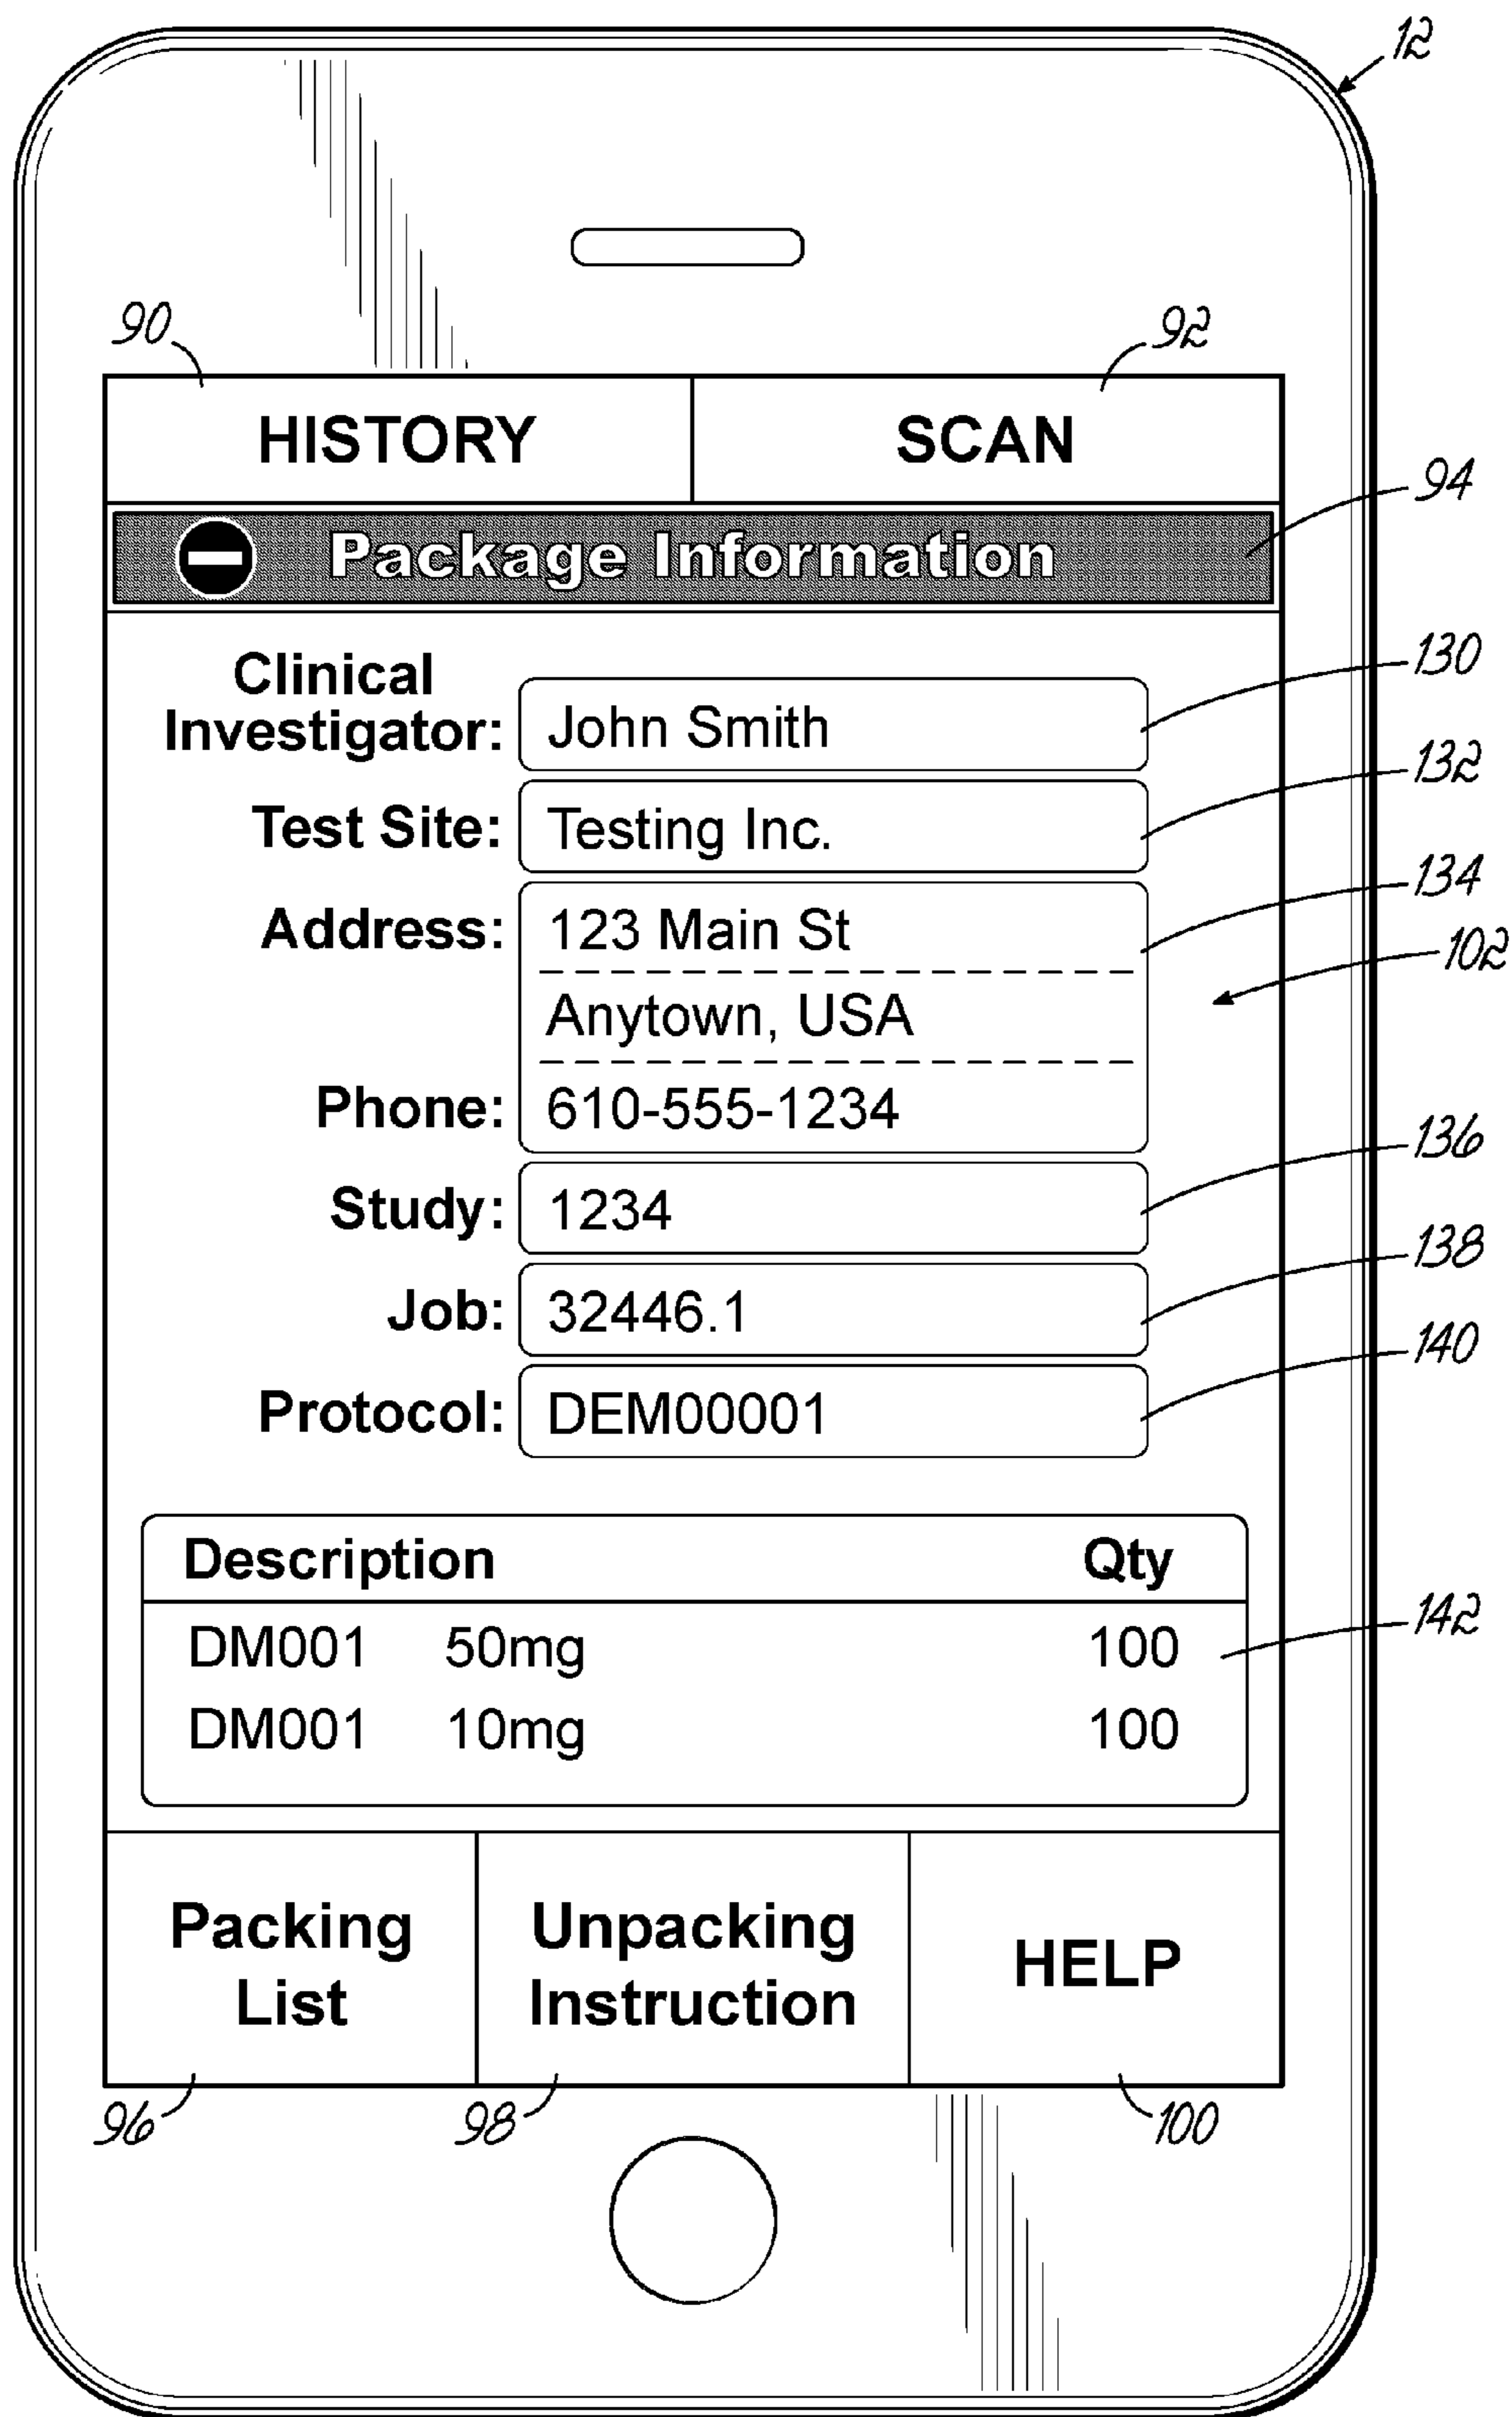 12
90
92
HISTORY SCAN
94
Package Information
130
Clinical
Investigator: John Smith
132
Test Site: Testing Inc.
134
Address: 123 Main St
102
Anytown, USA
Phone: 610-555-1234
136
Study: 1234
138
Job: 32446.1
140
Protocol: DEM00001
Description Qty
142
DM001 50mg 100
DM001 10mg 100
Packing
List
Unpacking
Instruction
HELP
96 98 100